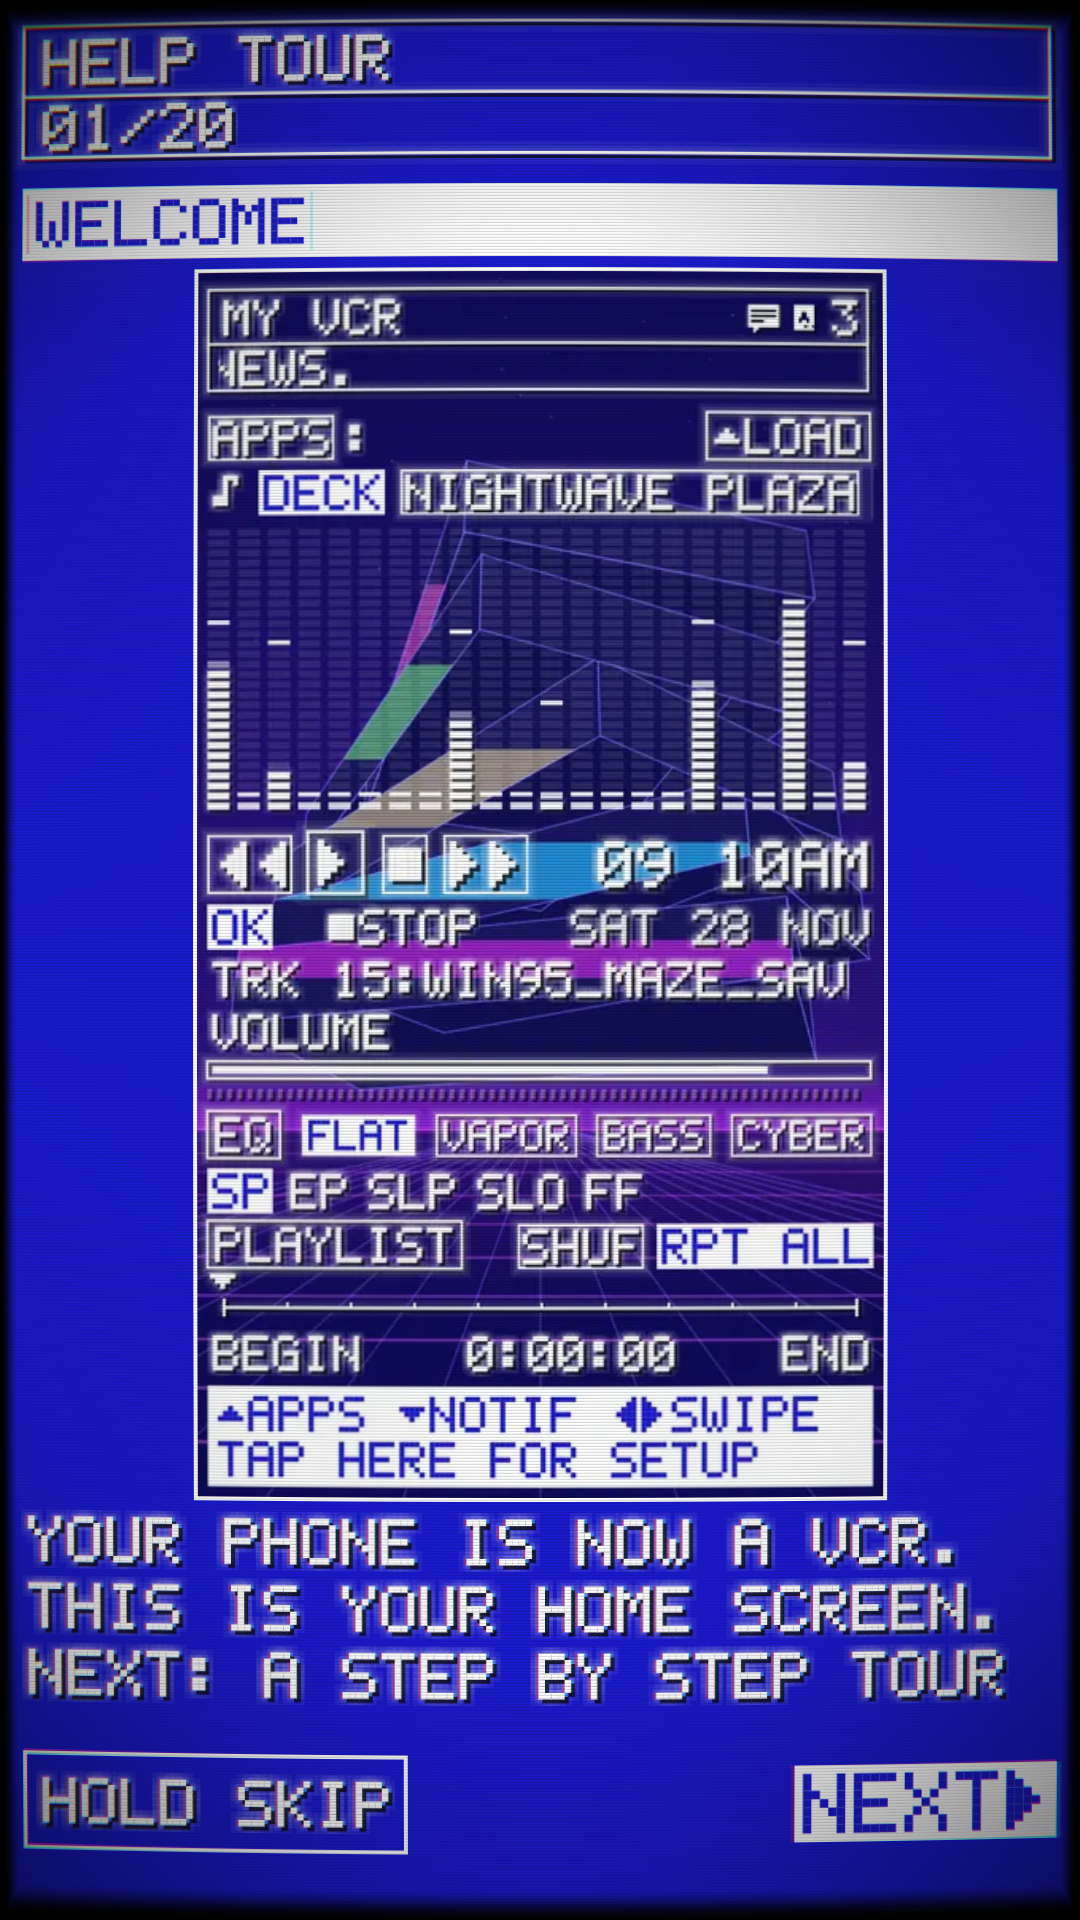 HELP TOUR
01/20
WELCOME
MY VCR 3
NEWS.
APPS: ▲LOAD
♪ DECK NIGHTWAVE PLAZA
◀◀ ▶ ■ ▶▶ 09 10AM
OK ■STOP SAT 28 NOV
TRK 15:WIN95_MAZE_SAV
VOLUME
EQ FLAT VAPOR BASS CYBER
SP EP SLP SLO FF
PLAYLIST SHUF RPT ALL
BEGIN 0:00:00 END
▲APPS ▼NOTIF ◀▶SWIPE
TAP HERE FOR SETUP
YOUR PHONE IS NOW A VCR.
THIS IS YOUR HOME SCREEN.
NEXT: A STEP BY STEP TOUR
HOLD SKIP NEXT▶